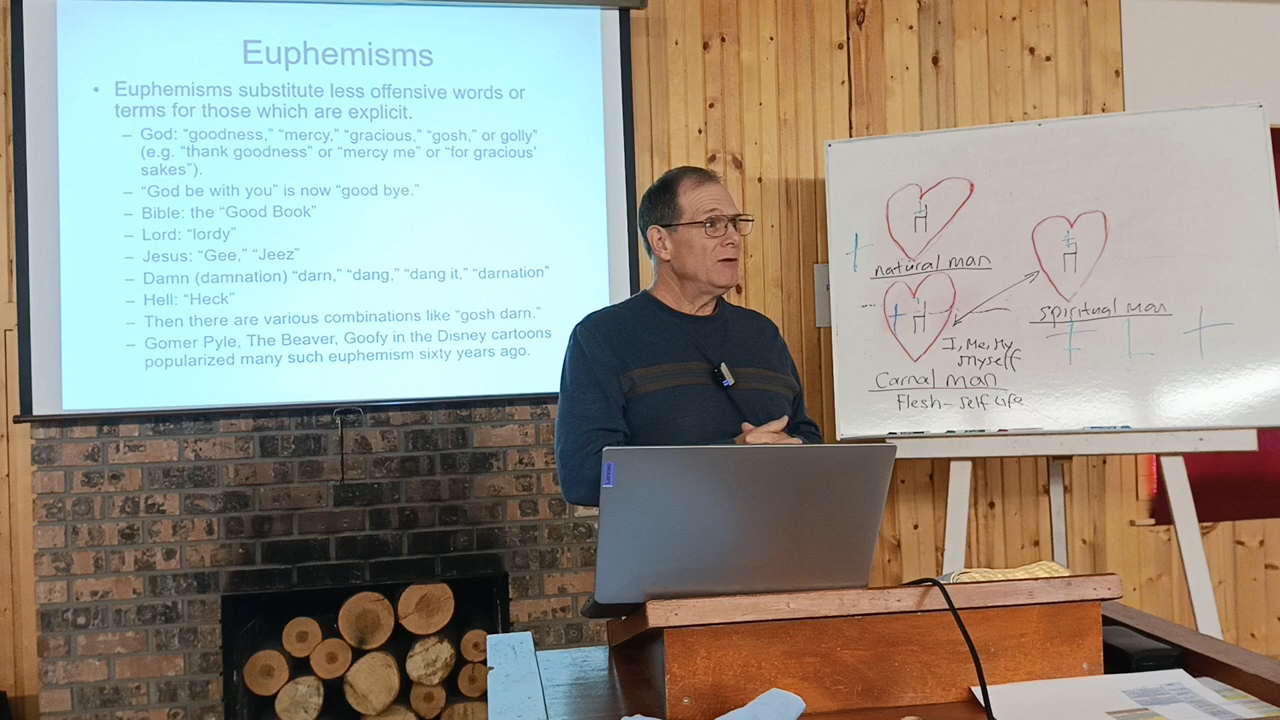 Euphemisms
• Euphemisms substitute less offensive words or
terms for those which are explicit.
– God: "goodness," "mercy," "gracious," "gosh," or golly"
(e.g. "thank goodness" or "mercy me" or "for gracious'
sakes").
– "God be with you" is now "good bye."
– Bible: the "Good Book"
– Lord: "lordy"
– Jesus: "Gee," "Jeez"
– Damn (damnation) "darn," "dang," "dang it," "darnation"
– Hell: "Heck"
– Then there are various combinations like "gosh darn."
– Gomer Pyle, The Beaver, Goofy in the Disney cartoons
popularized many such euphemism sixty years ago.
natural man
spiritual man
I, Me, My
Myself
Carnal man
Flesh-self life
Lenovo